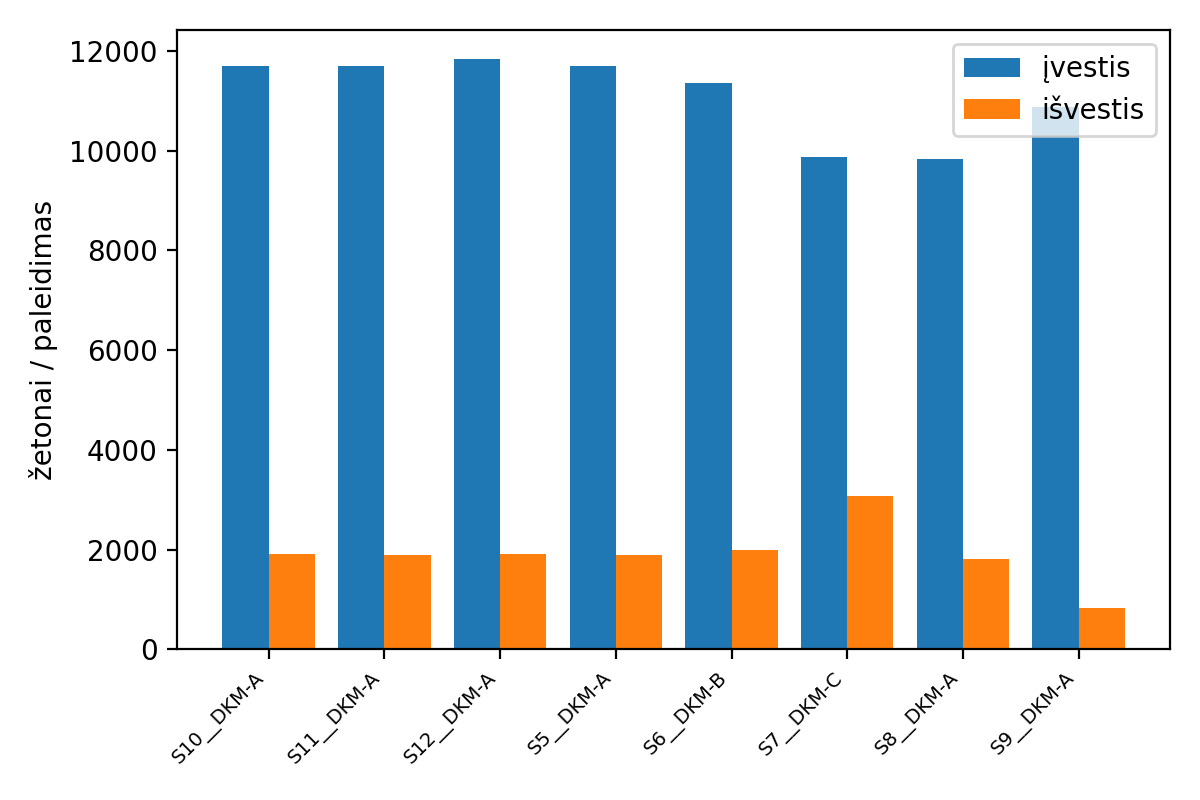 12000
10000
8000
6000
4000
2000
0
žetonai / paleidimas
įvestis
išvestis
S10__DKM-A
S11__DKM-A
S12__DKM-A
S5__DKM-A
S6__DKM-B
S7__DKM-C
S8__DKM-A
S9__DKM-A